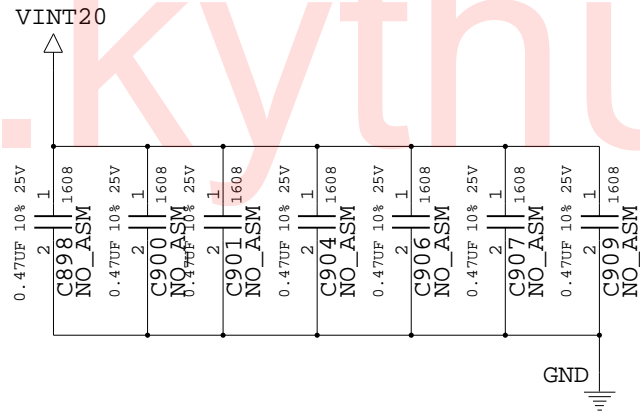 .kythu
VINT20
0.47UF 10% 25V
1
2
1608
C898
NO_ASM
0.47UF 10% 25V
1
2
1608
C900
NO_ASM
0.47UF 10% 25V
1
2
1608
C901
NO_ASM
0.47UF 10% 25V
1
2
1608
C904
NO_ASM
0.47UF 10% 25V
1
2
1608
C906
NO_ASM
0.47UF 10% 25V
1
2
1608
C907
NO_ASM
0.47UF 10% 25V
1
2
1608
C909
NO_ASM
GND